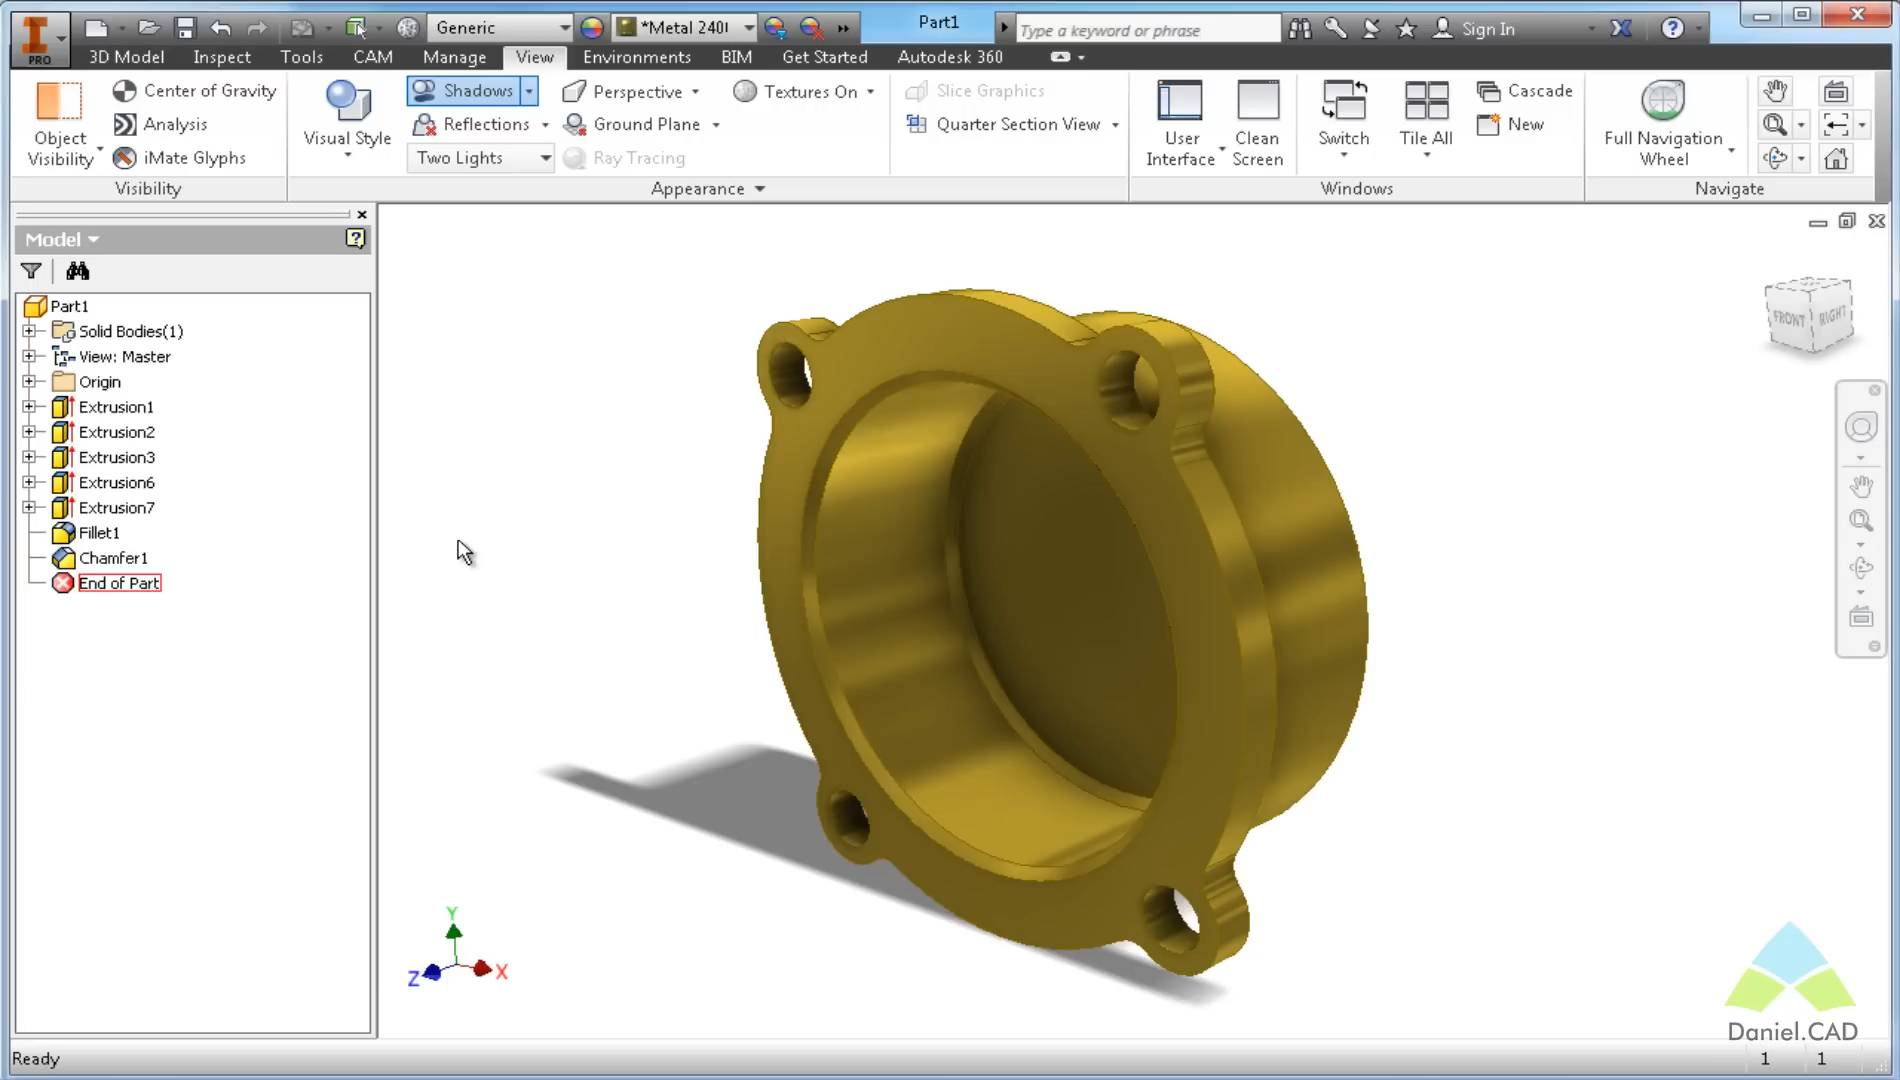 PRO
Generic
*Metal 240
Part1
Type a keyword or phrase
Sign In
3D Model
Inspect
Tools
CAM
Manage
View
Environments
BIM
Get Started
Autodesk 360
Object
Visibility
Center of Gravity
Analysis
iMate Glyphs
Visibility
Visual Style
Shadows
Reflections
Two Lights
Perspective
Ground Plane
Ray Tracing
Textures On
Appearance
Slice Graphics
Quarter Section View
User
Interface
Clean
Screen
Switch
Tile All
Cascade
New
Windows
Full Navigation
Wheel
Navigate
Model
Part1
Solid Bodies(1)
View: Master
Origin
Extrusion1
Extrusion2
Extrusion3
Extrusion6
Extrusion7
Fillet1
Chamfer1
End of Part
FRONT
RIGHT
Y
Z
X
Daniel.CAD
Ready
1
1